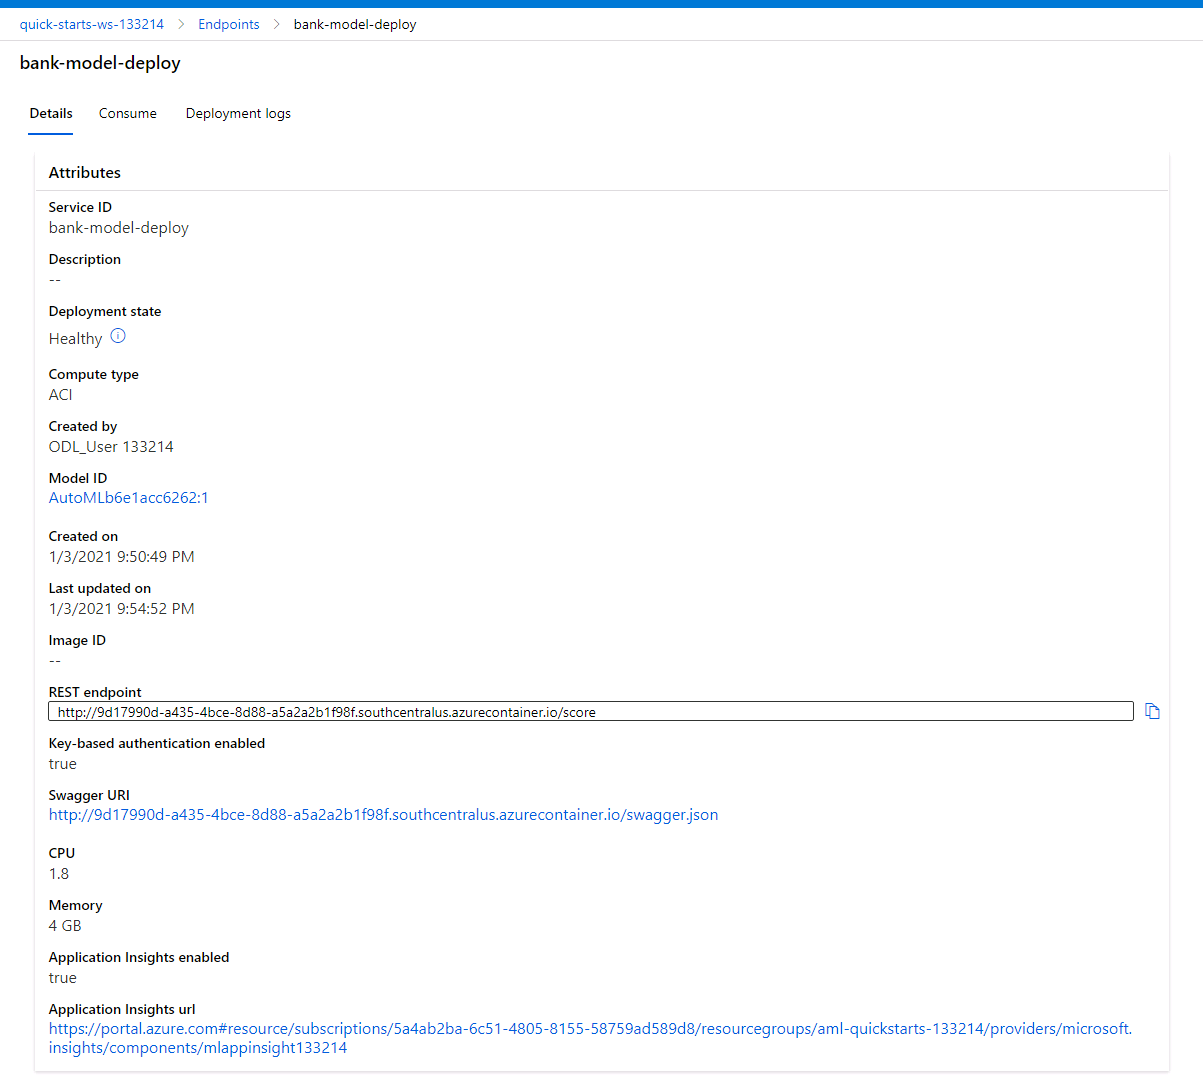 quick-starts-ws-133214 > Endpoints > bank-model-deploy
bank-model-deploy
Details Consume Deployment logs
Attributes
Service ID
bank-model-deploy
Description
--
Deployment state
Healthy
Compute type
ACI
Created by
ODL_User 133214
Model ID
AutoMLb6e1acc6262:1
Created on
1/3/2021 9:50:49 PM
Last updated on
1/3/2021 9:54:52 PM
Image ID
--
REST endpoint
http://9d17990d-a435-4bce-8d88-a5a2a2b1f98f.southcentralus.azurecontainer.io/score
Key-based authentication enabled
true
Swagger URI
http://9d17990d-a435-4bce-8d88-a5a2a2b1f98f.southcentralus.azurecontainer.io/swagger.json
CPU
1.8
Memory
4 GB
Application Insights enabled
true
Application Insights url
https://portal.azure.com#resource/subscriptions/5a4ab2ba-6c51-4805-8155-58759ad589d8/resourcegroups/aml-quickstarts-133214/providers/microsoft.
insights/components/mlappinsight133214